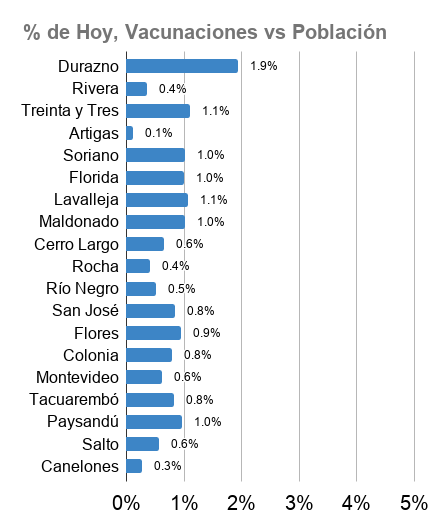 % de Hoy, Vacunaciones vs Población
Durazno 1.9%
Rivera 0.4%
Treinta y Tres 1.1%
Artigas 0.1%
Soriano 1.0%
Florida 1.0%
Lavalleja 1.1%
Maldonado 1.0%
Cerro Largo 0.6%
Rocha 0.4%
Río Negro 0.5%
San José 0.8%
Flores 0.9%
Colonia 0.8%
Montevideo 0.6%
Tacuarembó 0.8%
Paysandú 1.0%
Salto 0.6%
Canelones 0.3%
0% 1% 2% 3% 4% 5%